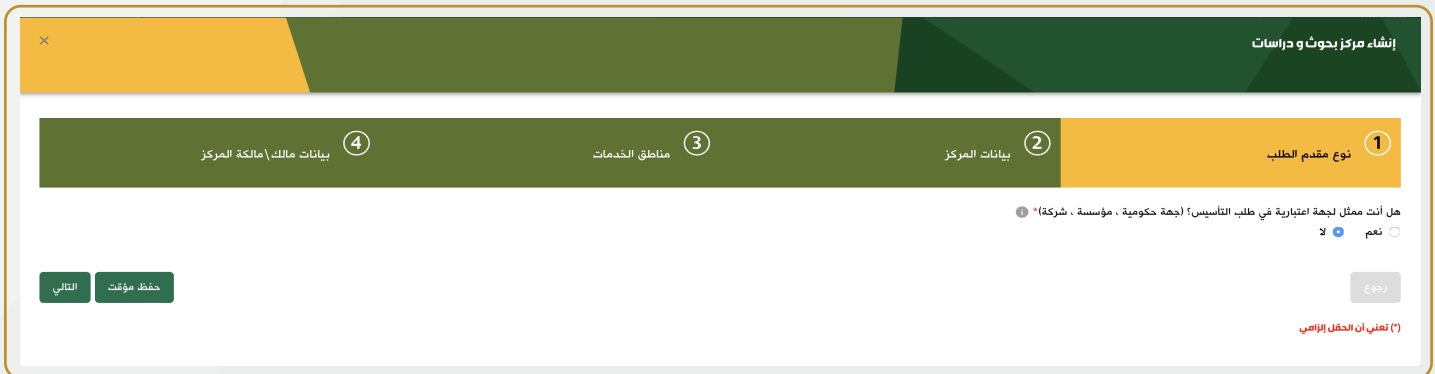 إنشاء مركز بحوث و دراسات
×
1 نوع مقدم الطلب
2 بيانات المركز
3 مناطق الخدمات
4 بيانات مالك\مالكة المركز
هل أنت ممثل لجهة اعتبارية في طلب التأسيس؟ (جهة حكومية ، مؤسسة ، شركة)*
نعم لا
رجوع
حفظ مؤقت
التالي
(*) تعني أن الحقل إلزامي